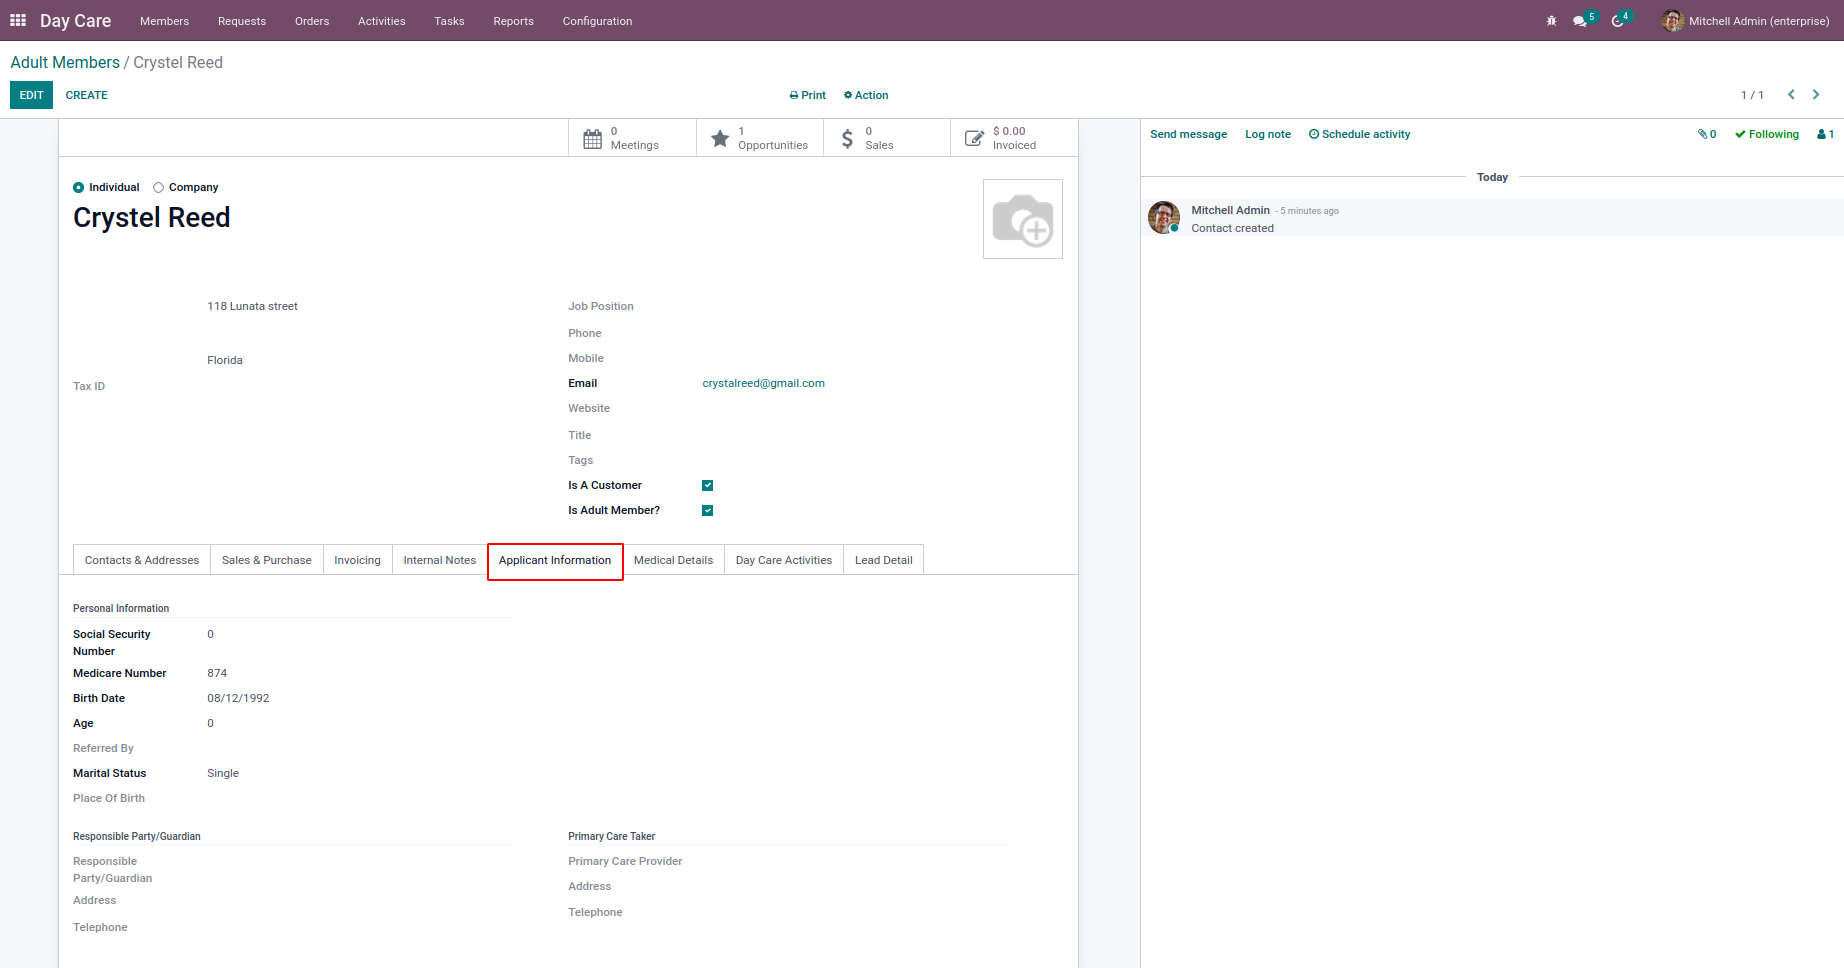 Day Care Members Requests Orders Activities Tasks Reports Configuration 5 4 Mitchell Admin (enterprise)
Adult Members / Crystel Reed
EDIT CREATE Print Action 1 / 1
0 Meetings 1 Opportunities 0 Sales $ 0.00 Invoiced
Send message Log note Schedule activity 0 Following 1
Today
Mitchell Admin - 5 minutes ago
Contact created
Individual Company
Crystel Reed
118 Lunata street
Florida
Tax ID
Job Position
Phone
Mobile
Email crystalreed@gmail.com
Website
Title
Tags
Is A Customer
Is Adult Member?
Contacts & Addresses Sales & Purchase Invoicing Internal Notes Applicant Information Medical Details Day Care Activities Lead Detail
Personal Information
Social Security Number 0
Medicare Number 874
Birth Date 08/12/1992
Age 0
Referred By
Marital Status Single
Place Of Birth
Responsible Party/Guardian
Responsible
Party/Guardian
Address
Telephone
Primary Care Taker
Primary Care Provider
Address
Telephone